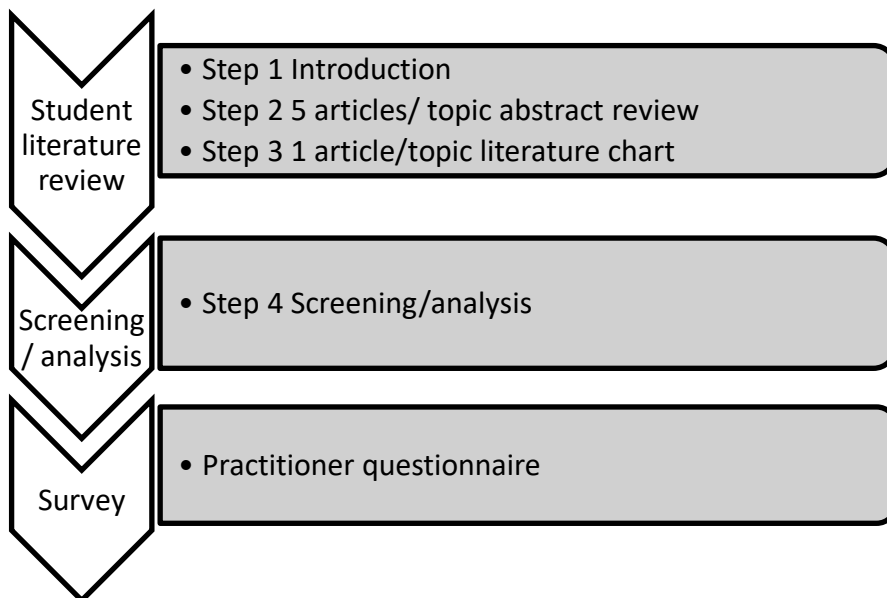 Student
literature
review
• Step 1 Introduction
• Step 2 5 articles/ topic abstract review
• Step 3 1 article/topic literature chart
Screening
/ analysis
• Step 4 Screening/analysis
Survey
• Practitioner questionnaire